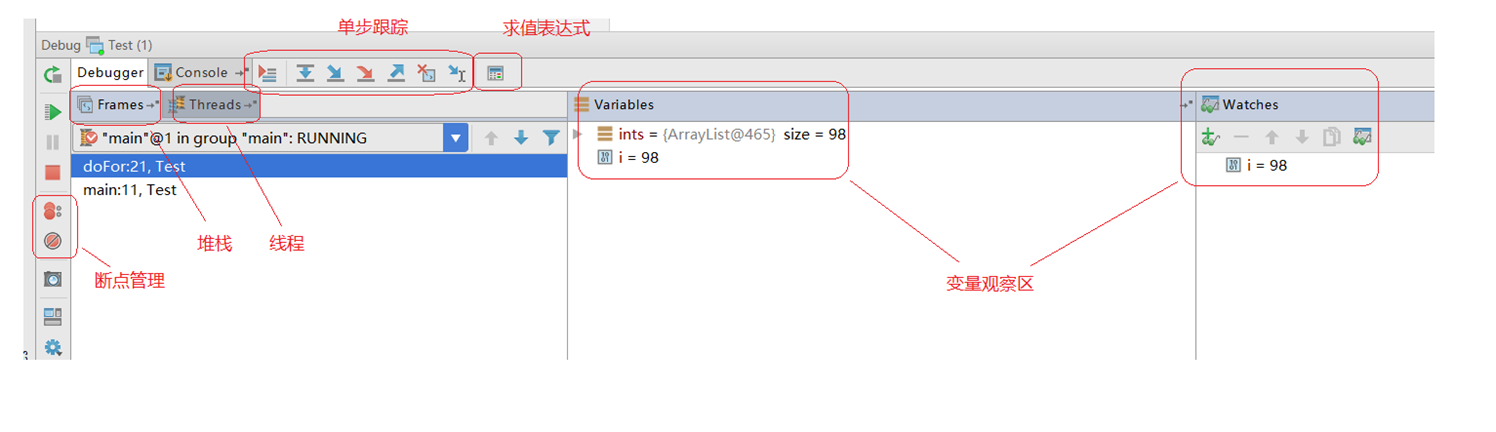 单步跟踪
求值表达式
Debug Test (1)
Debugger Console
Frames Threads Variables Watches
"main"@1 in group "main": RUNNING
ints = {ArrayList@465} size = 98
doFor:21, Test
i = 98
i = 98
main:11, Test
堆栈
线程
断点管理
变量观察区